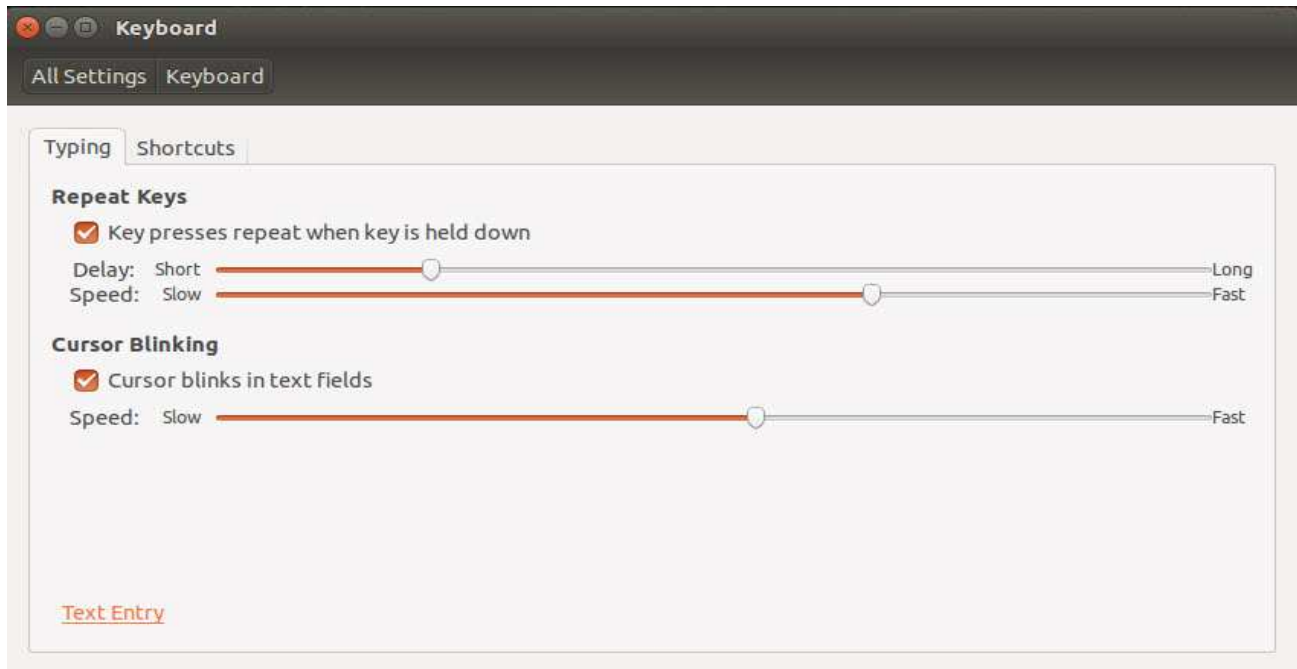 Keyboard
All Settings Keyboard
Typing Shortcuts
Repeat Keys
Key presses repeat when key is held down
Delay: Short Long
Speed: Slow Fast
Cursor Blinking
Cursor blinks in text fields
Speed: Slow Fast
Text Entry